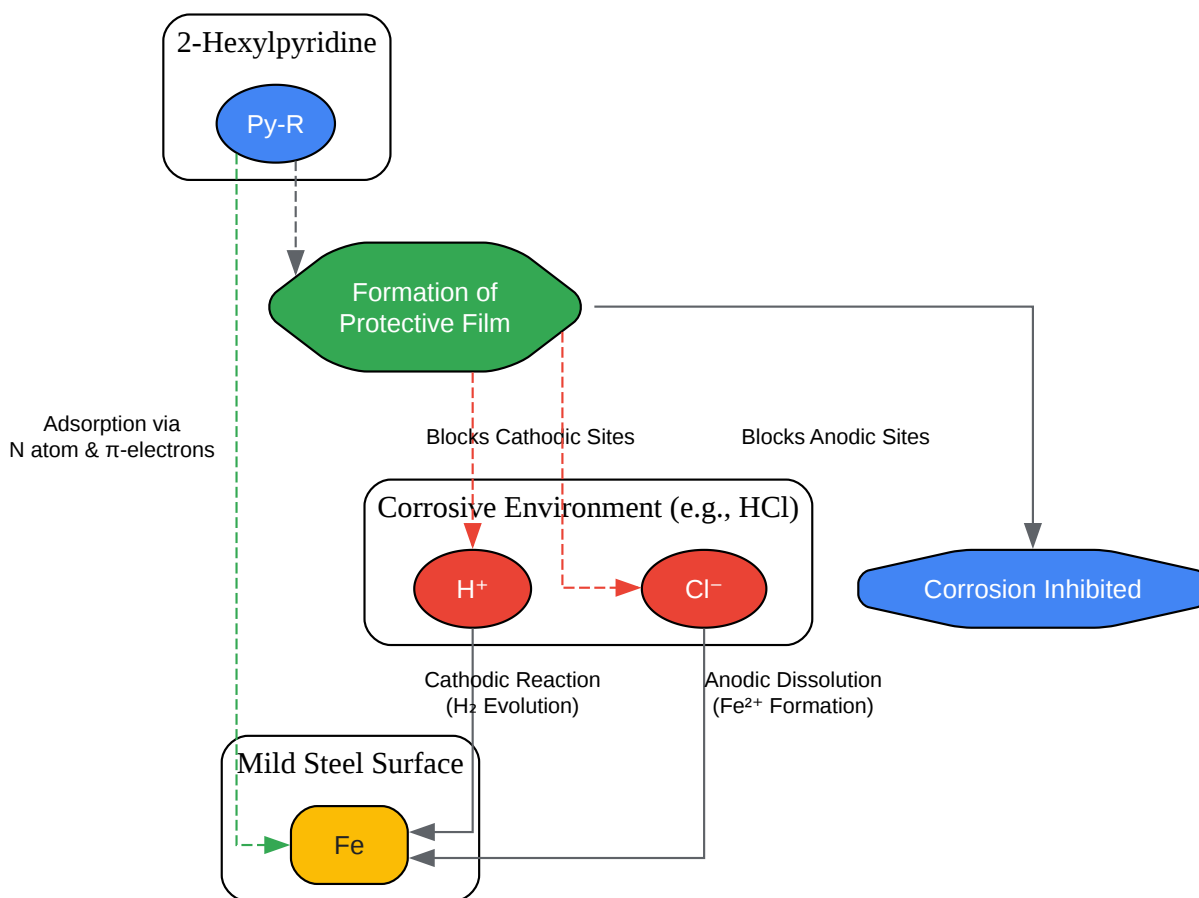 2-Hexylpyridine
Py-R
Formation of
Protective Film
Adsorption via
N atom & π-electrons
Blocks Cathodic Sites
Blocks Anodic Sites
Corrosive Environment (e.g., HCl)
H⁺
Cl⁻
Corrosion Inhibited
Cathodic Reaction
(H₂ Evolution)
Anodic Dissolution
(Fe²⁺ Formation)
Mild Steel Surface
Fe